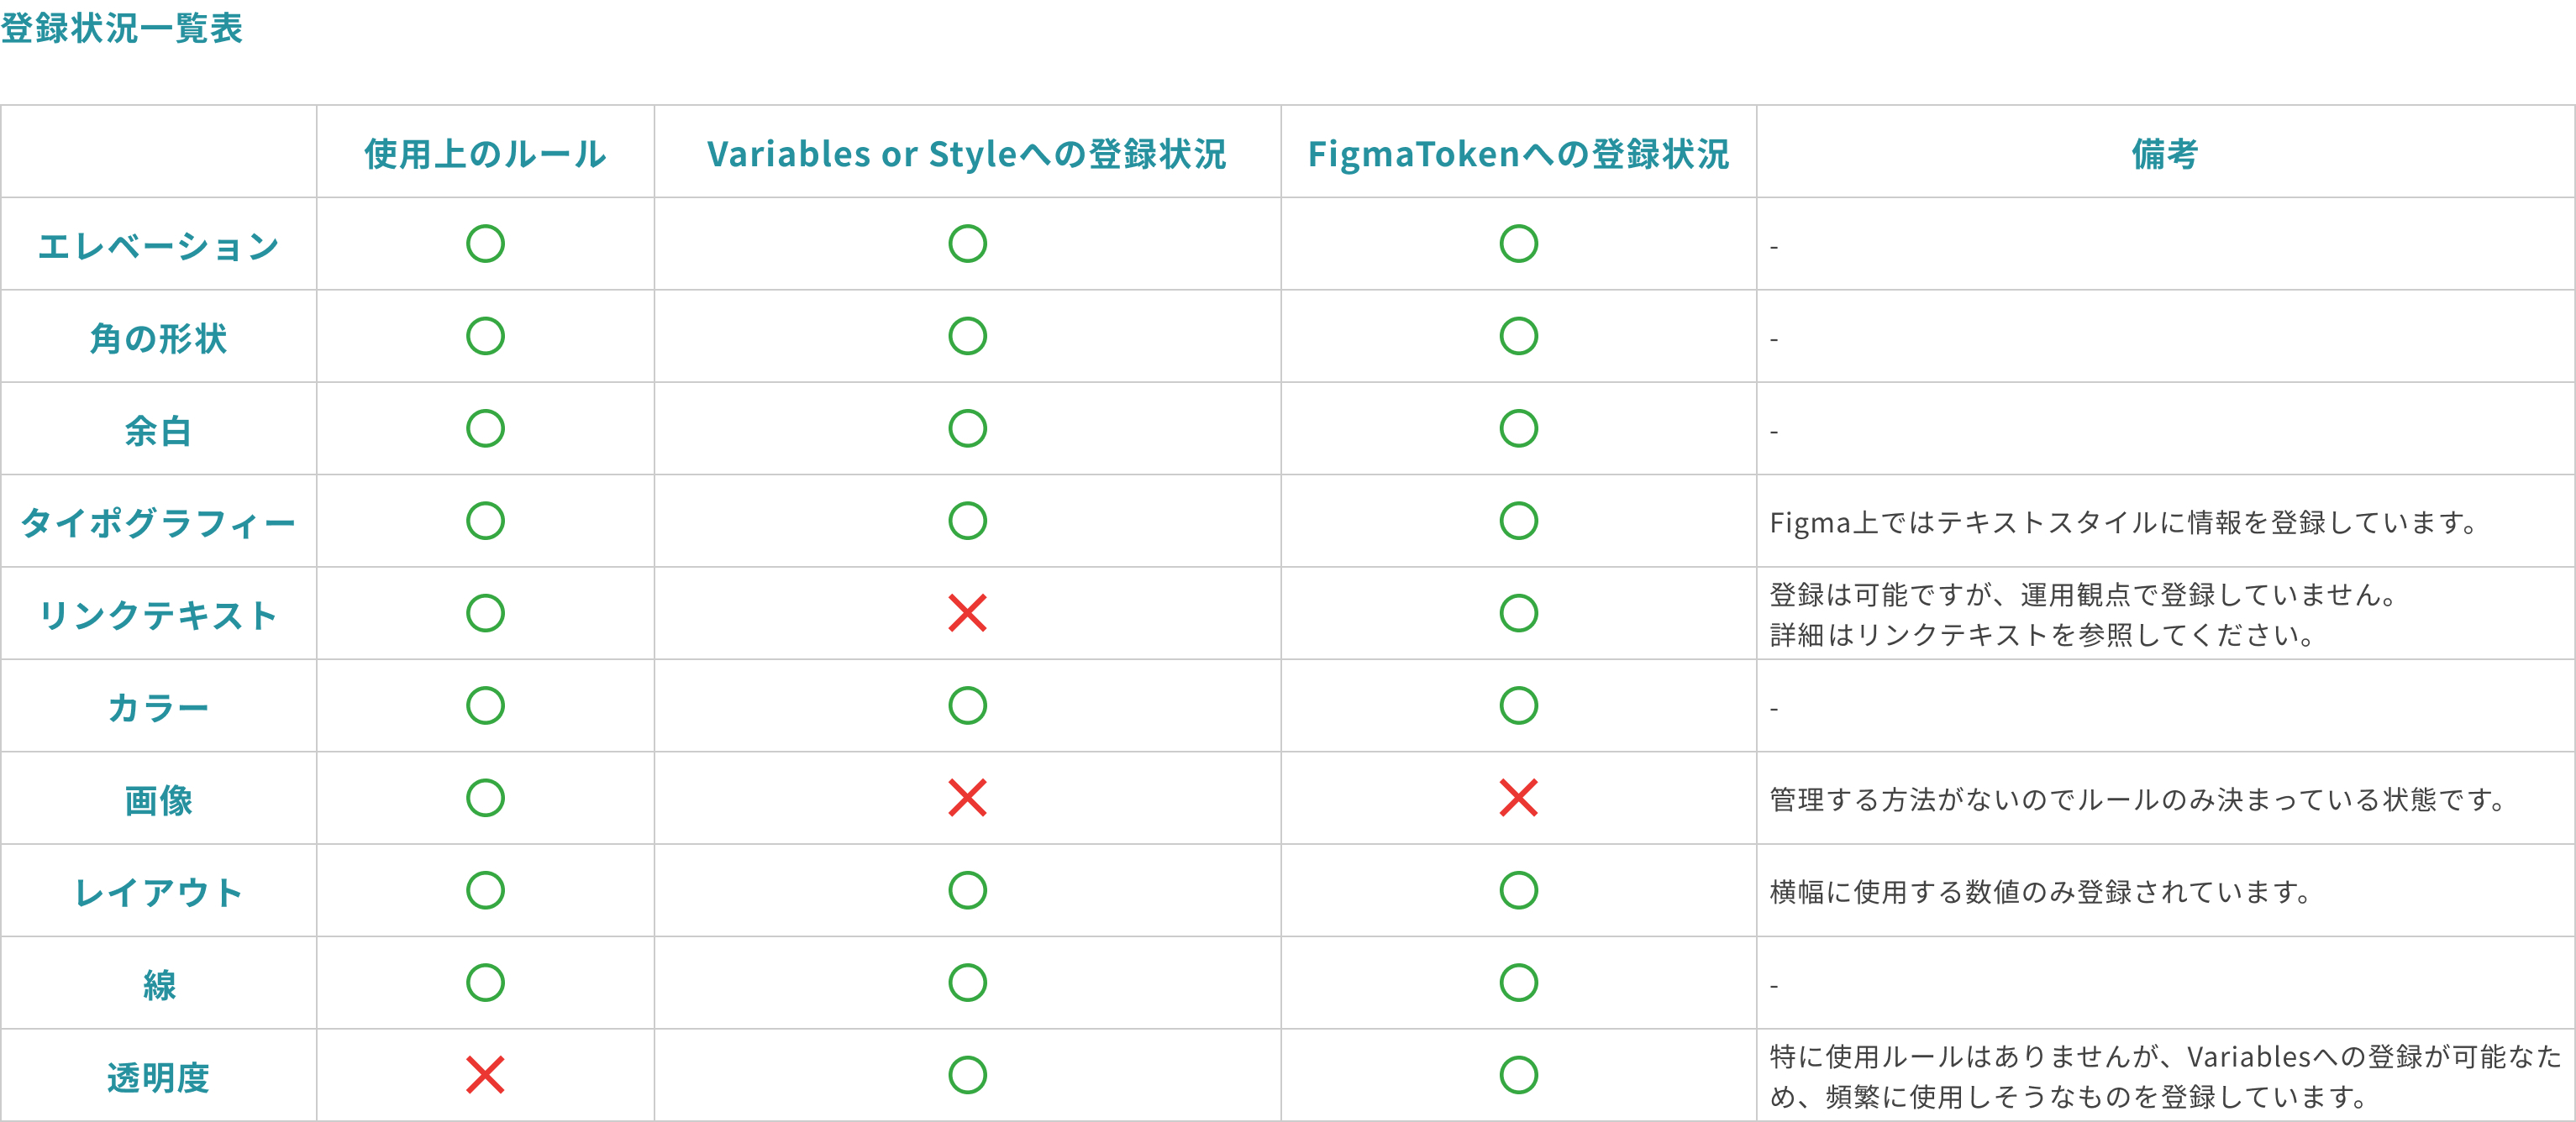 登録状況一覧表
使用上のルール Variables or Styleへの登録状況 FigmaTokenへの登録状況 備考
エレベーション ○ ○ ○ -
角の形状 ○ ○ ○ -
余白 ○ ○ ○ -
タイポグラフィー ○ ○ ○ Figma上ではテキストスタイルに情報を登録しています。
リンクテキスト ○ × ○ 登録は可能ですが、運用観点で登録していません。
詳細はリンクテキストを参照してください。
カラー ○ ○ ○ -
画像 ○ × × 管理する方法がないのでルールのみ決まっている状態です。
レイアウト ○ ○ ○ 横幅に使用する数値のみ登録されています。
線 ○ ○ ○ -
透明度 × ○ ○ 特に使用ルールはありませんが、Variablesへの登録が可能なた
め、頻繁に使用しそうなものを登録しています。